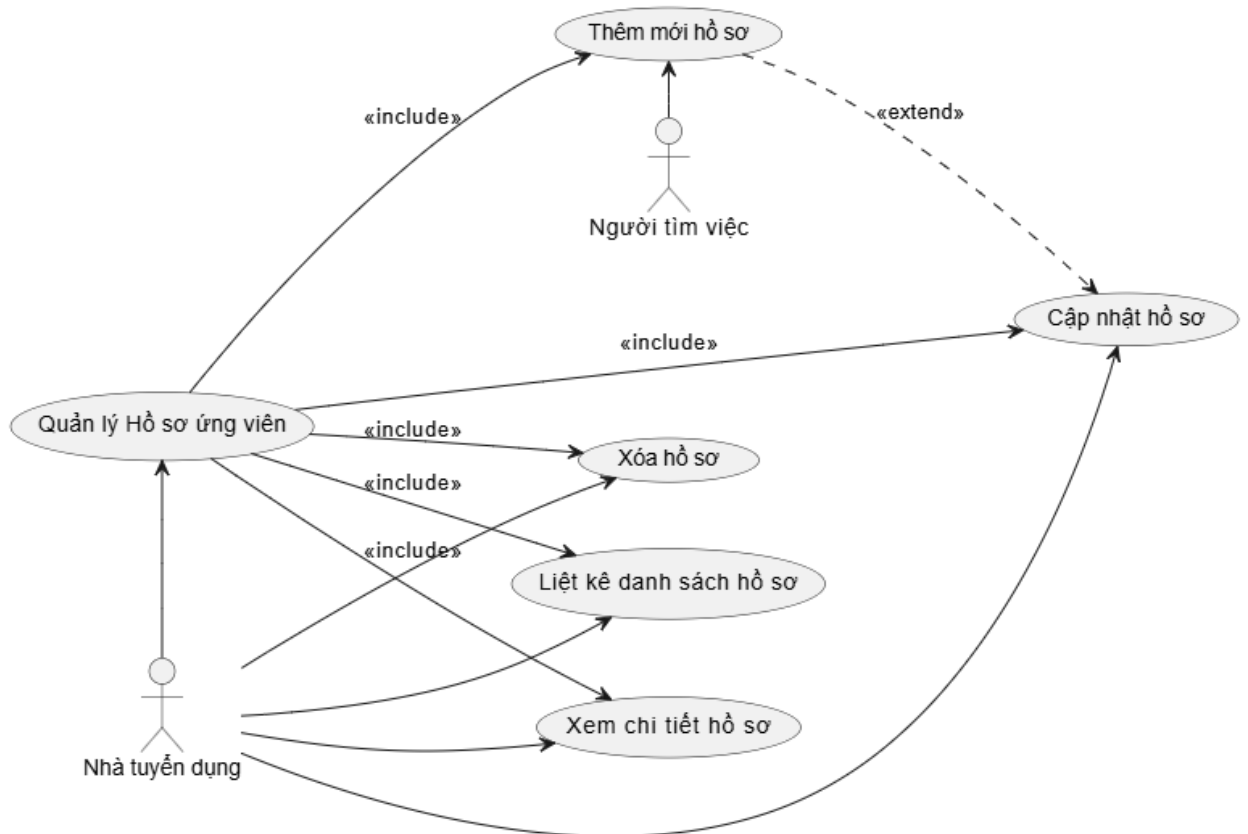 Thêm mới hồ sơ
«include»
«extend»
Người tìm việc
Cập nhật hồ sơ
«include»
Quản lý Hồ sơ ứng viên
«include»
Xóa hồ sơ
«include»
«include»
Liệt kê danh sách hồ sơ
Xem chi tiết hồ sơ
Nhà tuyển dụng